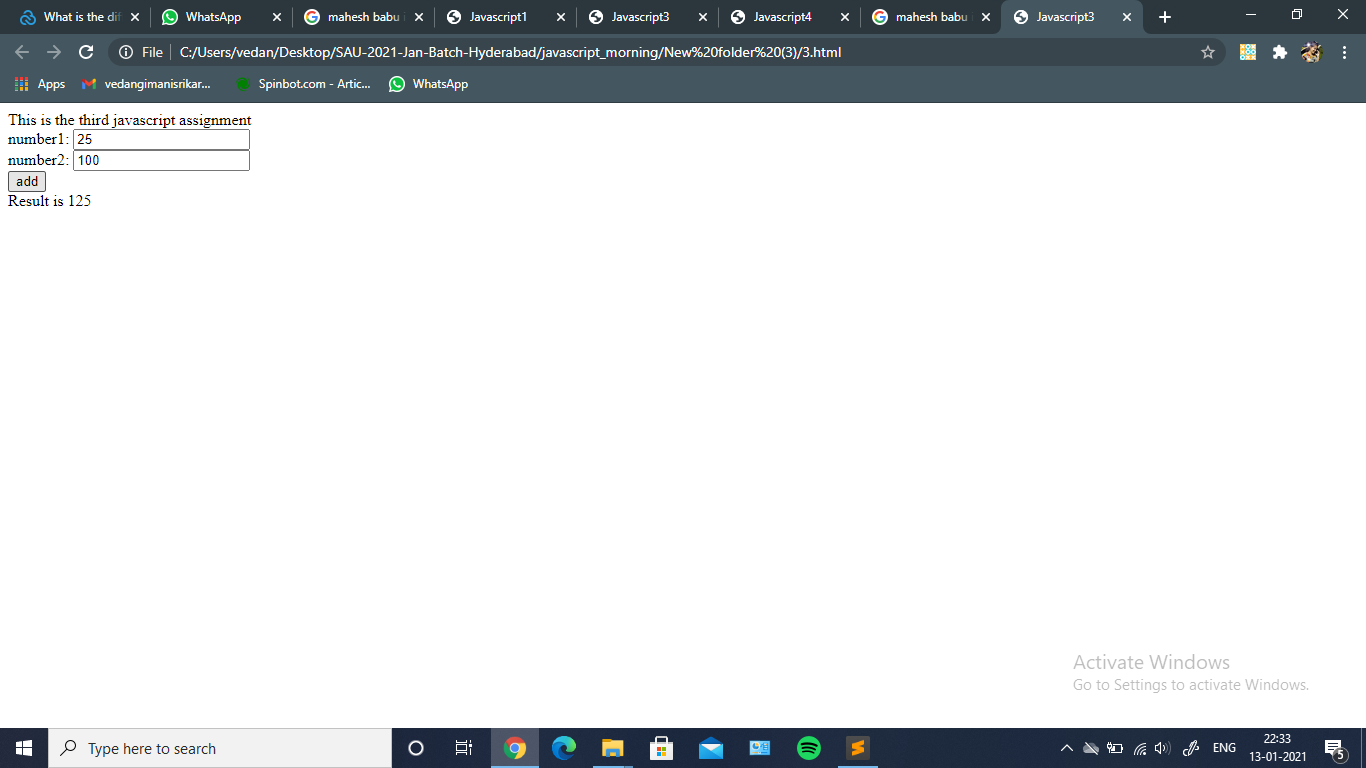 What is the dif
WhatsApp
mahesh babu
Javascript1
Javascript3
Javascript4
mahesh babu
Javascript3
File
C:/Users/vedan/Desktop/SAU-2021-Jan-Batch-Hyderabad/javascript_morning/New%20folder%20(3)/3.html
Apps
vedangimanisrikar...
Spinbot.com - Artic...
WhatsApp
This is the third javascript assignment
number1: 25
number2: 100
add
Result is 125
Activate Windows
Go to Settings to activate Windows.
Type here to search
ENG
22:33
13-01-2021
5